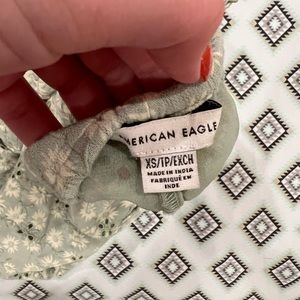 MERICAN EAGLE
XS/TP/EXCH
MADE IN INDIA
FABRIQUÉ EN
INDE